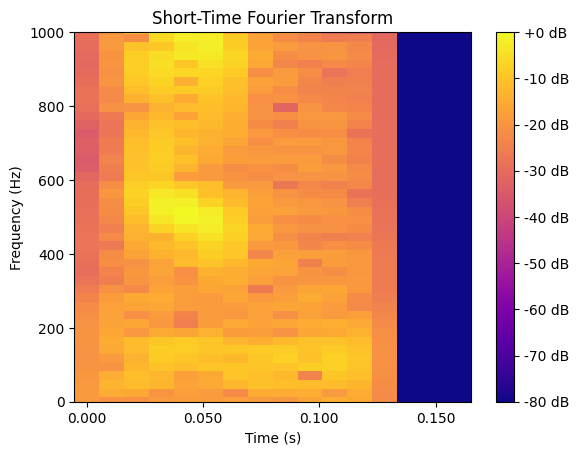 Short-Time Fourier Transform
Frequency (Hz)
1000
800
600
400
200
0
0.000
0.050
0.100
0.150
Time (s)
+0 dB
-10 dB
-20 dB
-30 dB
-40 dB
-50 dB
-60 dB
-70 dB
-80 dB